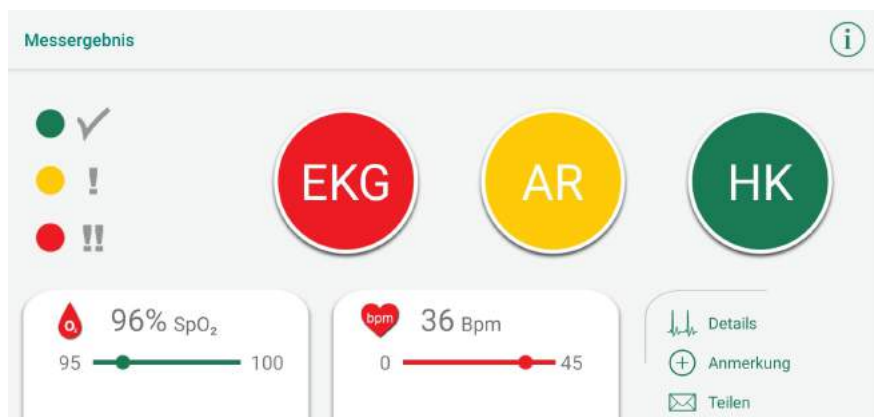 Messergebnis
i
!
!!
EKG
AR
HK
O₂
96% SpO₂
95
100
bpm
36 Bpm
0
45
Details
Anmerkung
Teilen